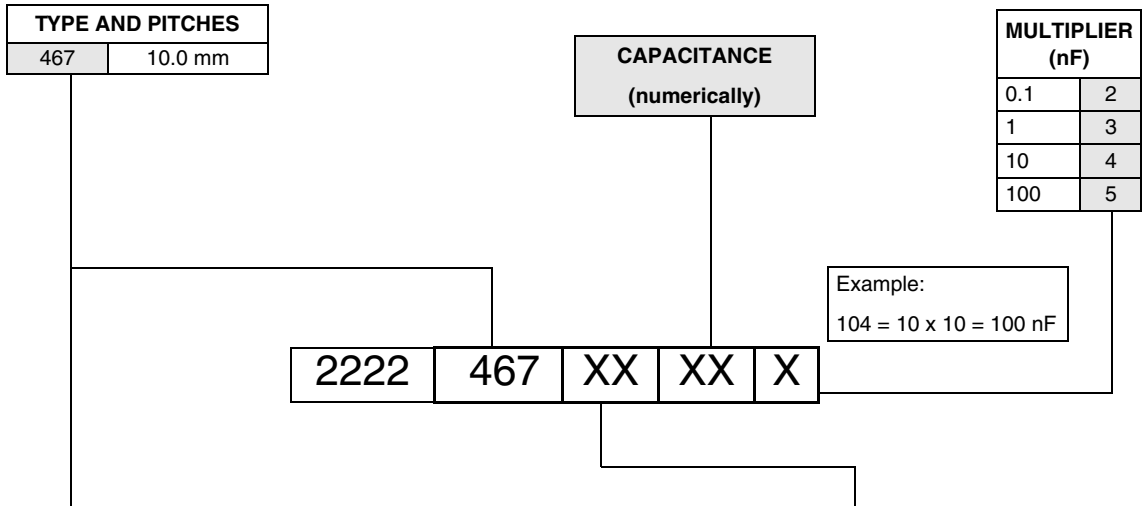 TYPE AND PITCHES
467 10.0 mm
CAPACITANCE
(numerically)
MULTIPLIER
(nF)
0.1 2
1 3
10 4
100 5
Example:
104 = 10 x 10 = 100 nF
2222 467 XX XX X